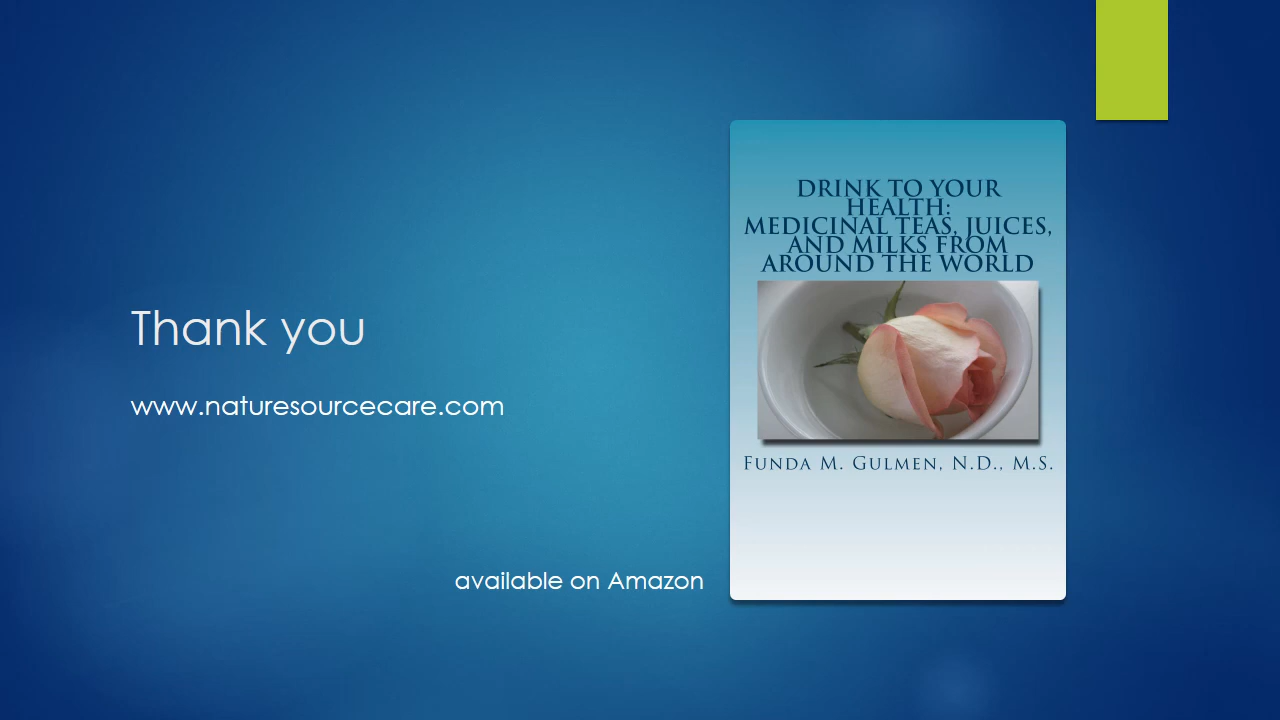 Thank you
www.naturesourcecare.com
available on Amazon
DRINK TO YOUR
HEALTH:
MEDICINAL TEAS, JUICES,
AND MILKS FROM
AROUND THE WORLD
FUNDA M. GULMEN, N.D., M.S.